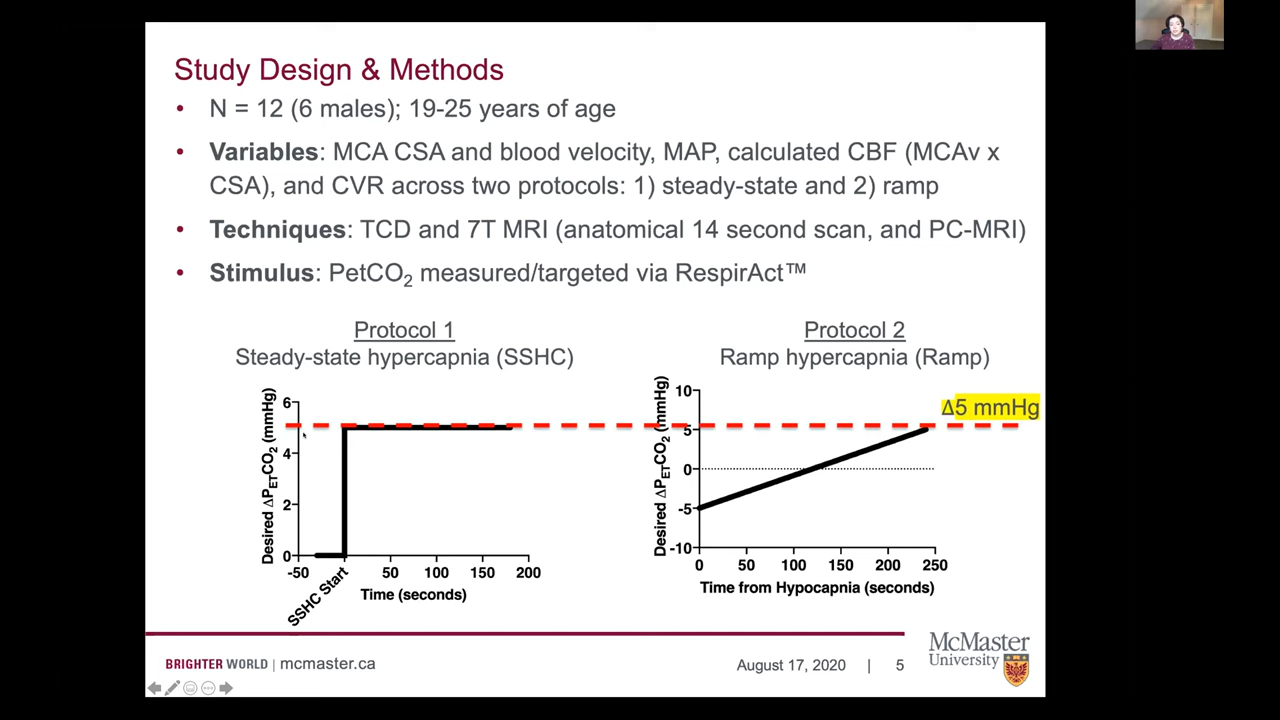 Study Design & Methods
• N = 12 (6 males); 19-25 years of age
• Variables: MCA CSA and blood velocity, MAP, calculated CBF (MCAv x
CSA), and CVR across two protocols: 1) steady-state and 2) ramp
• Techniques: TCD and 7T MRI (anatomical 14 second scan, and PC-MRI)
• Stimulus: PetCO₂ measured/targeted via RespirAct™
Protocol 1
Steady-state hypercapnia (SSHC)
Desired ΔP_ETCO₂ (mmHg)
6
4
2
0
-50
SSHC Start
50
100
150
200
Time (seconds)
Protocol 2
Ramp hypercapnia (Ramp)
Δ5 mmHg
Desired ΔP_ETCO₂ (mmHg)
10
5
0
-5
-10
0
50
100
150
200
250
Time from Hypocapnia (seconds)
BRIGHTER WORLD | mcmaster.ca
August 17, 2020 | 5
McMaster
University